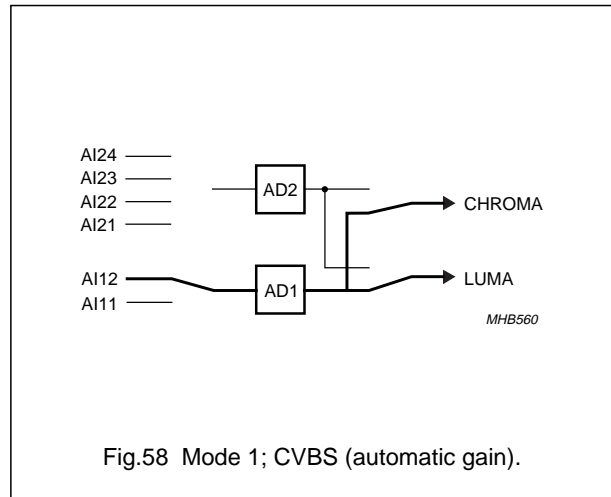 AI24
AI23
AI22
AI21
AD2
CHROMA
AI12
AI11
AD1
LUMA
MHB560
Fig.58 Mode 1; CVBS (automatic gain).